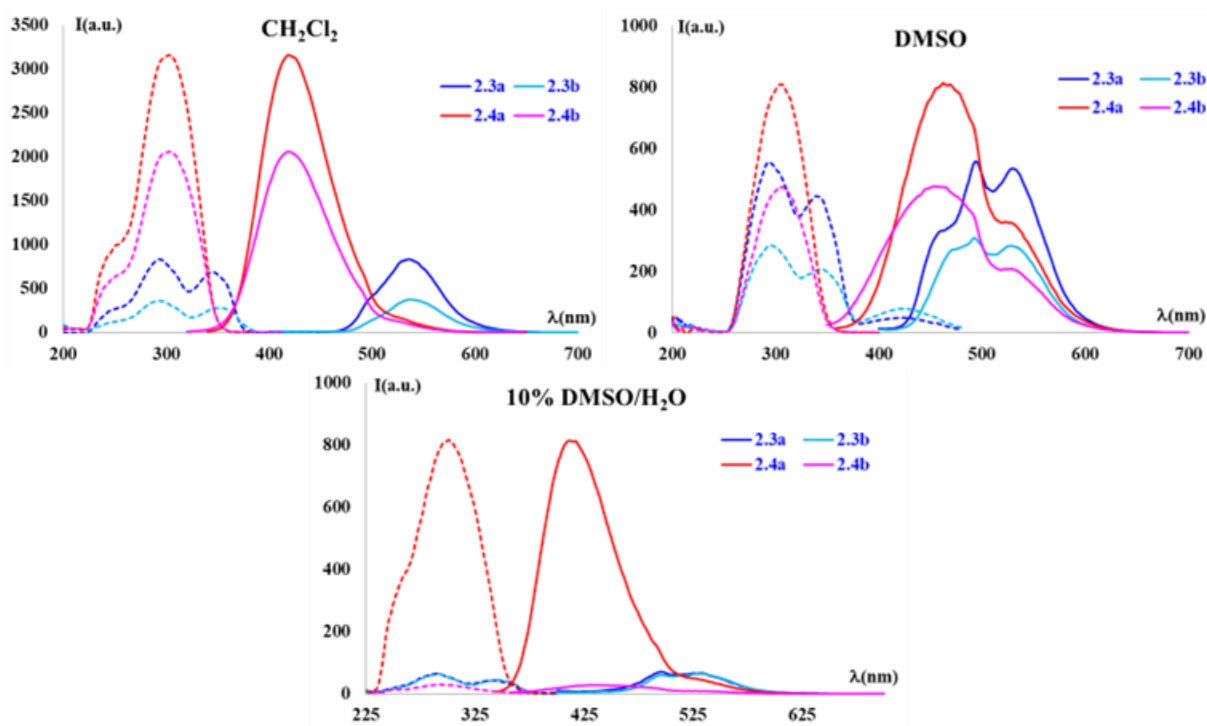 CH₂Cl₂
I(a.u.)
3500
3000
2500
2000
1500
1000
500
0
2.3a 2.3b
2.4a 2.4b
λ(nm)
200 300 400 500 600 700
DMSO
I(a.u.)
1000
800
600
400
200
0
2.3a 2.3b
2.4a 2.4b
λ(nm)
200 300 400 500 600 700
10% DMSO/H₂O
I(a.u.)
1000
800
600
400
200
0
2.3a 2.3b
2.4a 2.4b
λ(nm)
225 325 425 525 625